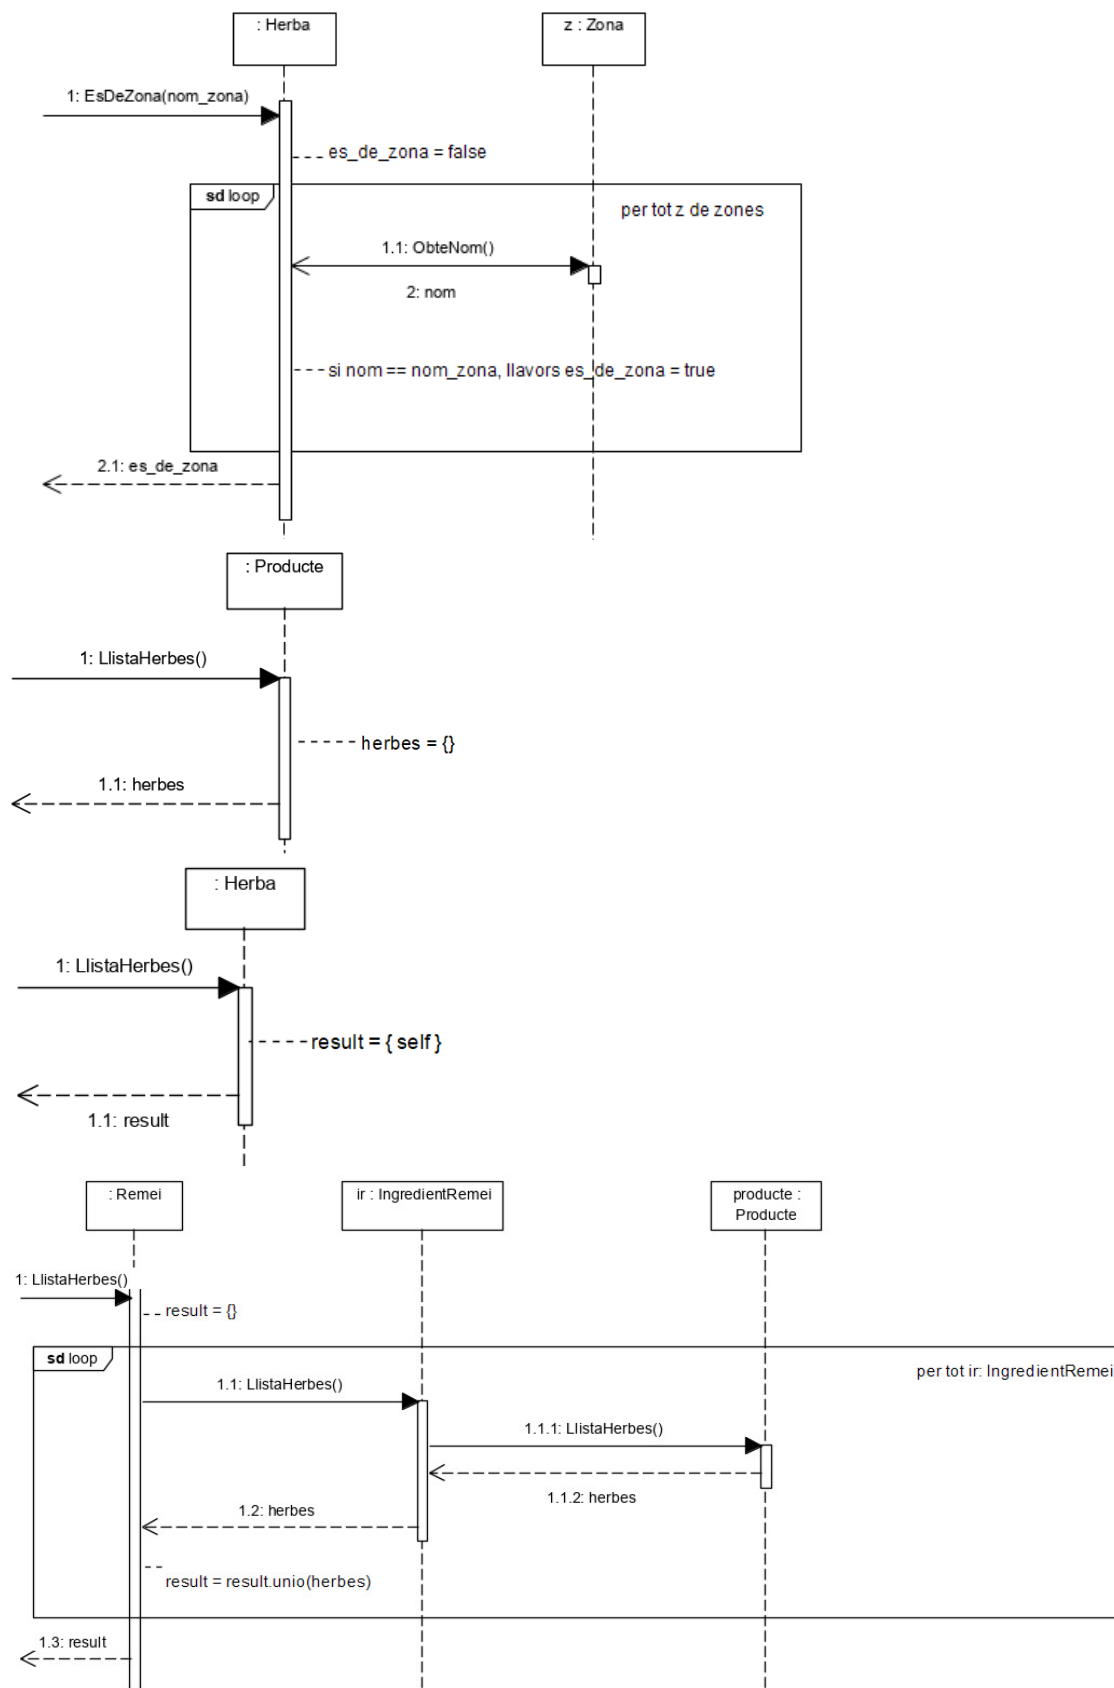 : Herba
z : Zona
1: EsDeZona(nom_zona)
es_de_zona = false
sd loop
per tot z de zones
1.1: ObteNom()
2: nom
si nom == nom_zona, llavors es_de_zona = true
2.1: es_de_zona
: Producte
1: LlistaHerbes()
herbes = {}
1.1: herbes
: Herba
1: LlistaHerbes()
result = { self }
1.1: result
: Remei
ir : IngredientRemei
producte :
Producte
1: LlistaHerbes()
result = {}
sd loop
per tot ir: IngredientRemei
1.1: LlistaHerbes()
1.1.1: LlistaHerbes()
1.1.2: herbes
1.2: herbes
result = result.unio(herbes)
1.3: result